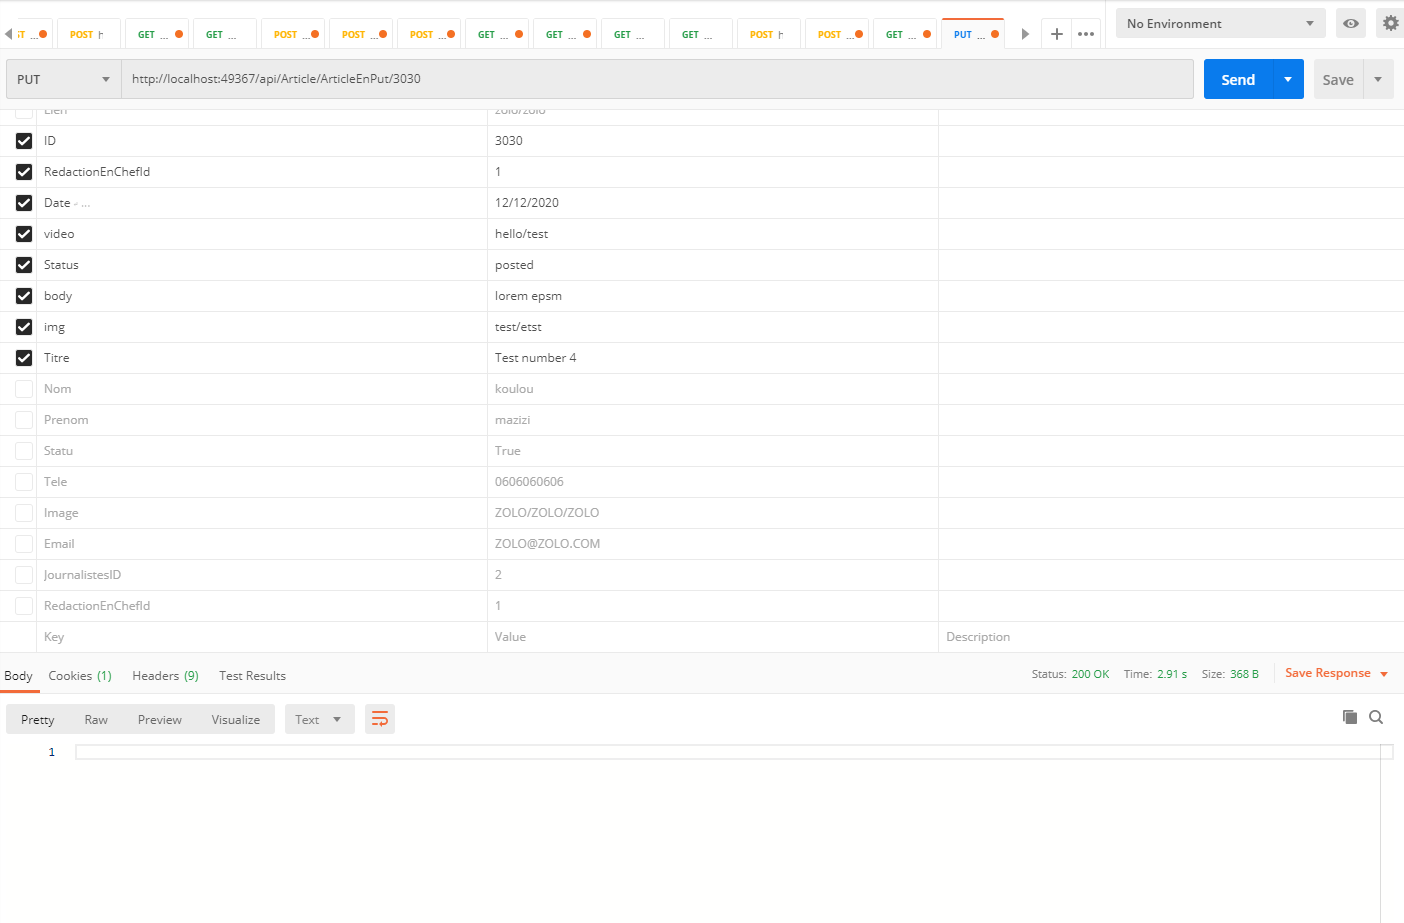 ST ... POST h GET ... GET ... POST ... POST ... POST ... GET ... GET ... GET ... GET ... POST h POST ... GET ... PUT ... + ••• No Environment
PUT http://localhost:49367/api/Article/ArticleEnPut/3030 Send Save
Lien zolo/zolo
ID 3030
RedactionEnChefId 1
Date - ... 12/12/2020
video hello/test
Status posted
body lorem epsm
img test/etst
Titre Test number 4
Nom koulou
Prenom mazizi
Statu True
Tele 0606060606
Image ZOLO/ZOLO/ZOLO
Email ZOLO@ZOLO.COM
JournalistesID 2
RedactionEnChefId 1
Key Value Description
Body Cookies (1) Headers (9) Test Results Status: 200 OK Time: 2.91 s Size: 368 B Save Response
Pretty Raw Preview Visualize Text
1